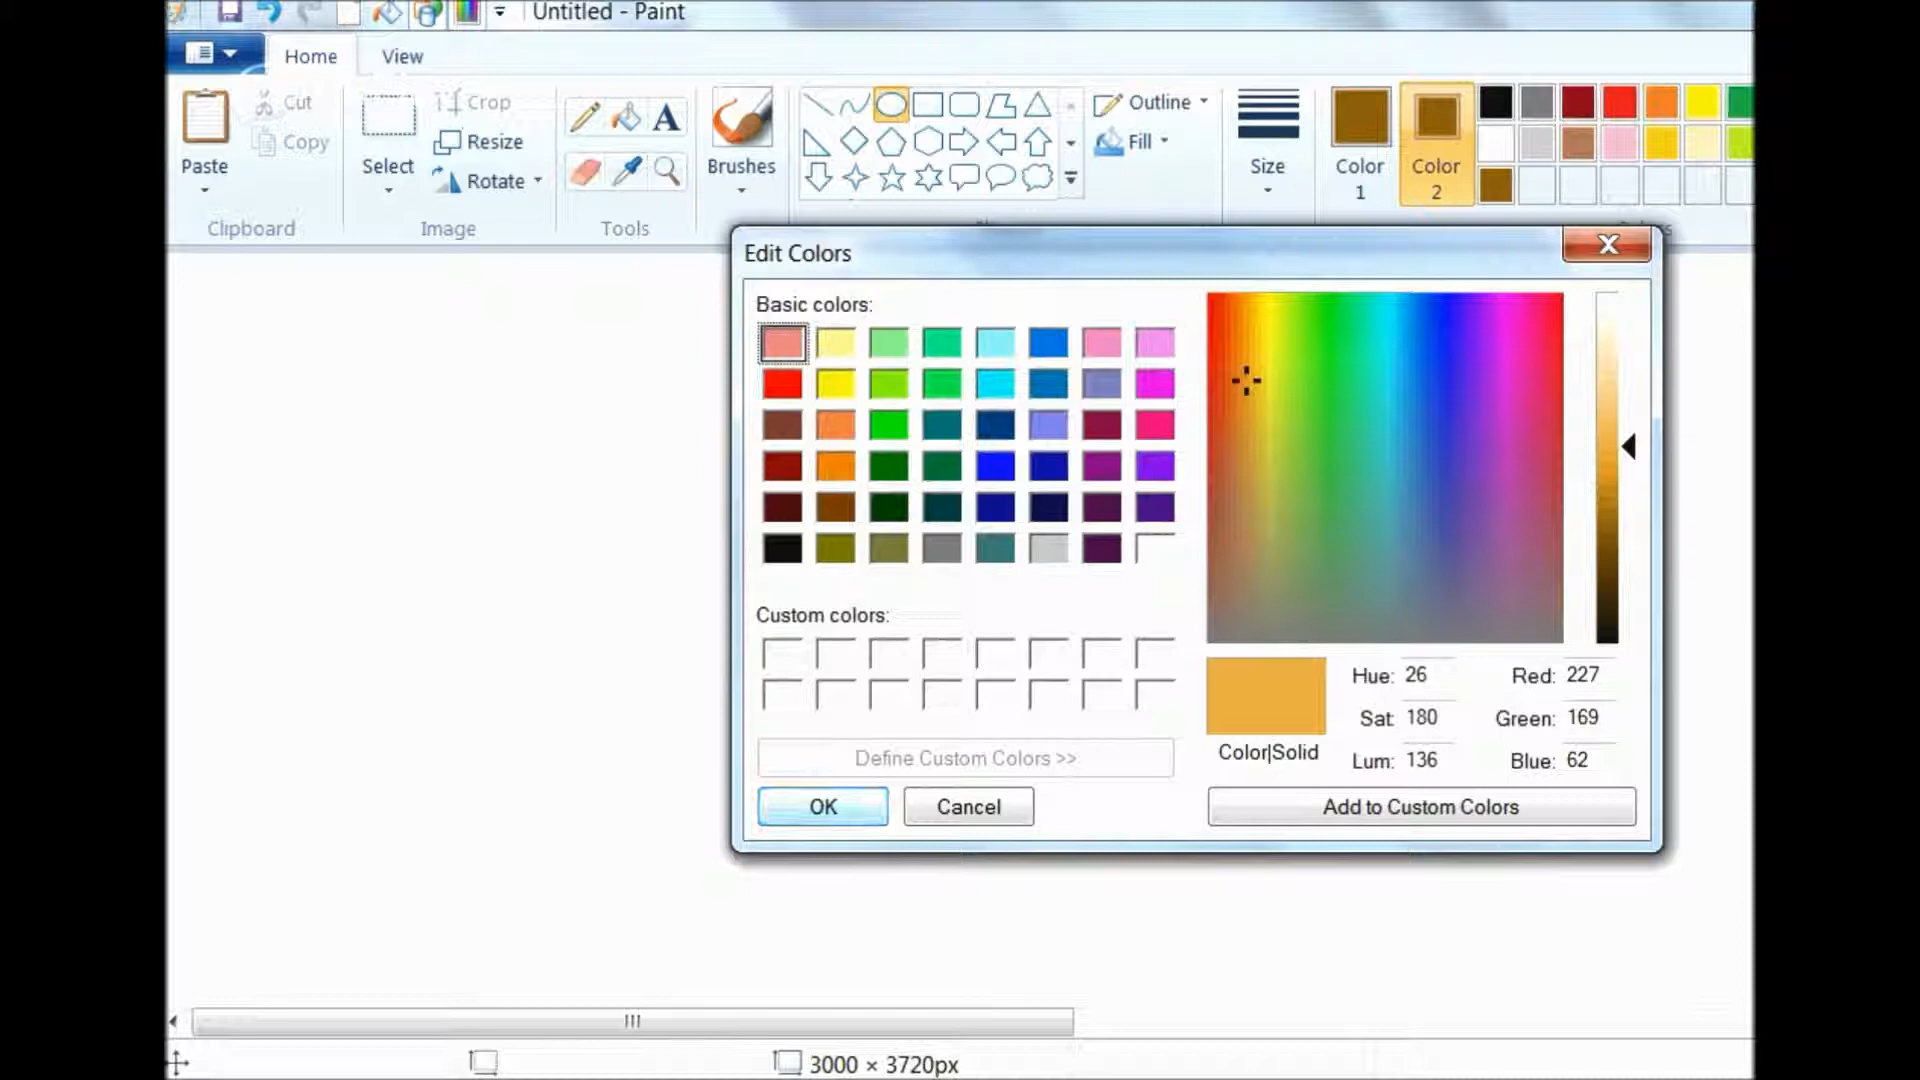 Untitled - Paint
Home
View
Paste
Cut
Copy
Clipboard
Select
Crop
Resize
Rotate
Image
A
Tools
Brushes
Outline
Fill
Size
Color
1
Color
2
Edit Colors
Basic colors:
Custom colors:
Define Custom Colors >>
OK
Cancel
Color|Solid
Hue: 26
Sat: 180
Lum: 136
Red: 227
Green: 169
Blue: 62
Add to Custom Colors
3000 × 3720px